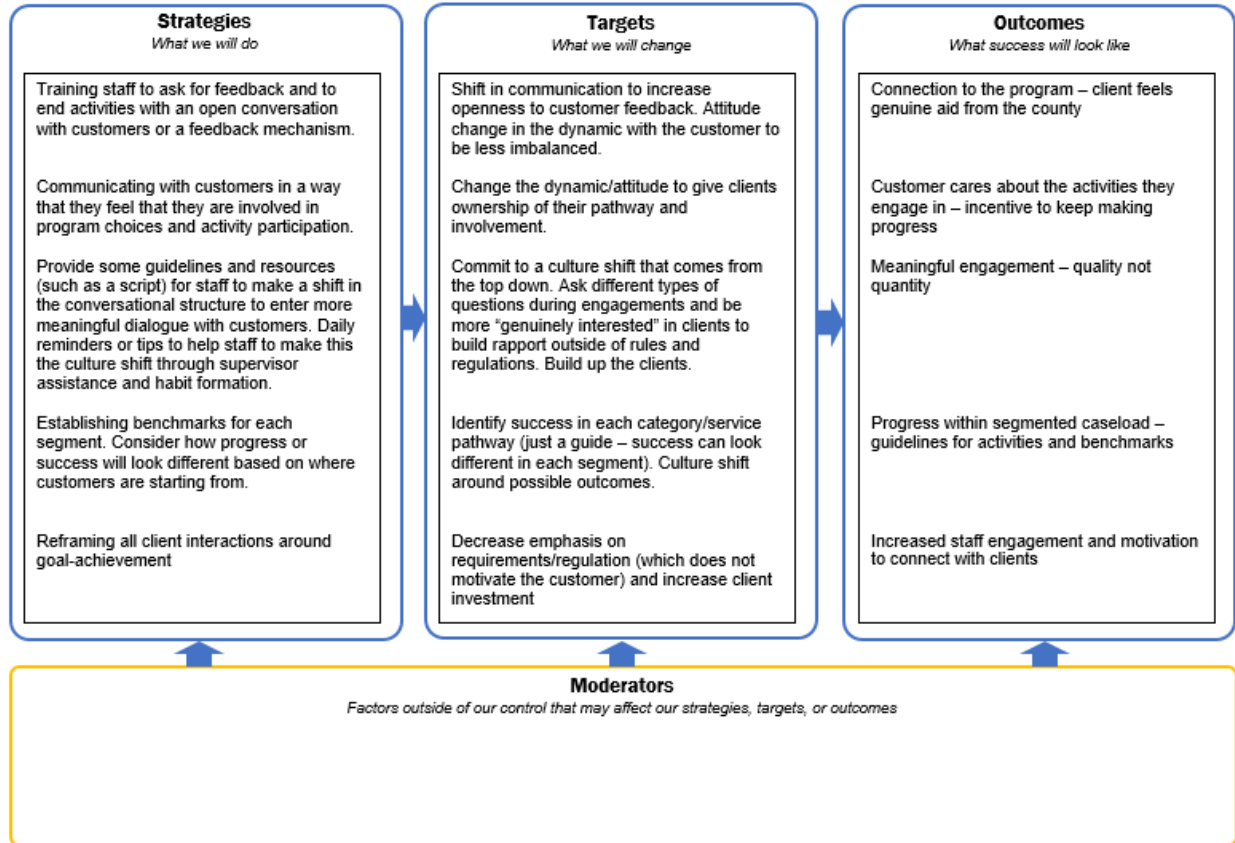 Strategies
What we will do
Training staff to ask for feedback and to
end activities with an open conversation
with customers or a feedback mechanism.
Communicating with customers in a way
that they feel that they are involved in
program choices and activity participation.
Provide some guidelines and resources
(such as a script) for staff to make a shift in
the conversational structure to enter more
meaningful dialogue with customers. Daily
reminders or tips to help staff to make this
the culture shift through supervisor
assistance and habit formation.
Establishing benchmarks for each
segment. Consider how progress or
success will look different based on where
customers are starting from.
Reframing all client interactions around
goal-achievement
Targets
What we will change
Shift in communication to increase
openness to customer feedback. Attitude
change in the dynamic with the customer to
be less imbalanced.
Change the dynamic/attitude to give clients
ownership of their pathway and
involvement.
Commit to a culture shift that comes from
the top down. Ask different types of
questions during engagements and be
more “genuinely interested” in clients to
build rapport outside of rules and
regulations. Build up the clients.
Identify success in each category/service
pathway (just a guide – success can look
different in each segment). Culture shift
around possible outcomes.
Decrease emphasis on
requirements/regulation (which does not
motivate the customer) and increase client
investment
Outcomes
What success will look like
Connection to the program – client feels
genuine aid from the county
Customer cares about the activities they
engage in – incentive to keep making
progress
Meaningful engagement – quality not
quantity
Progress within segmented caseload –
guidelines for activities and benchmarks
Increased staff engagement and motivation
to connect with clients
Moderators
Factors outside of our control that may affect our strategies, targets, or outcomes